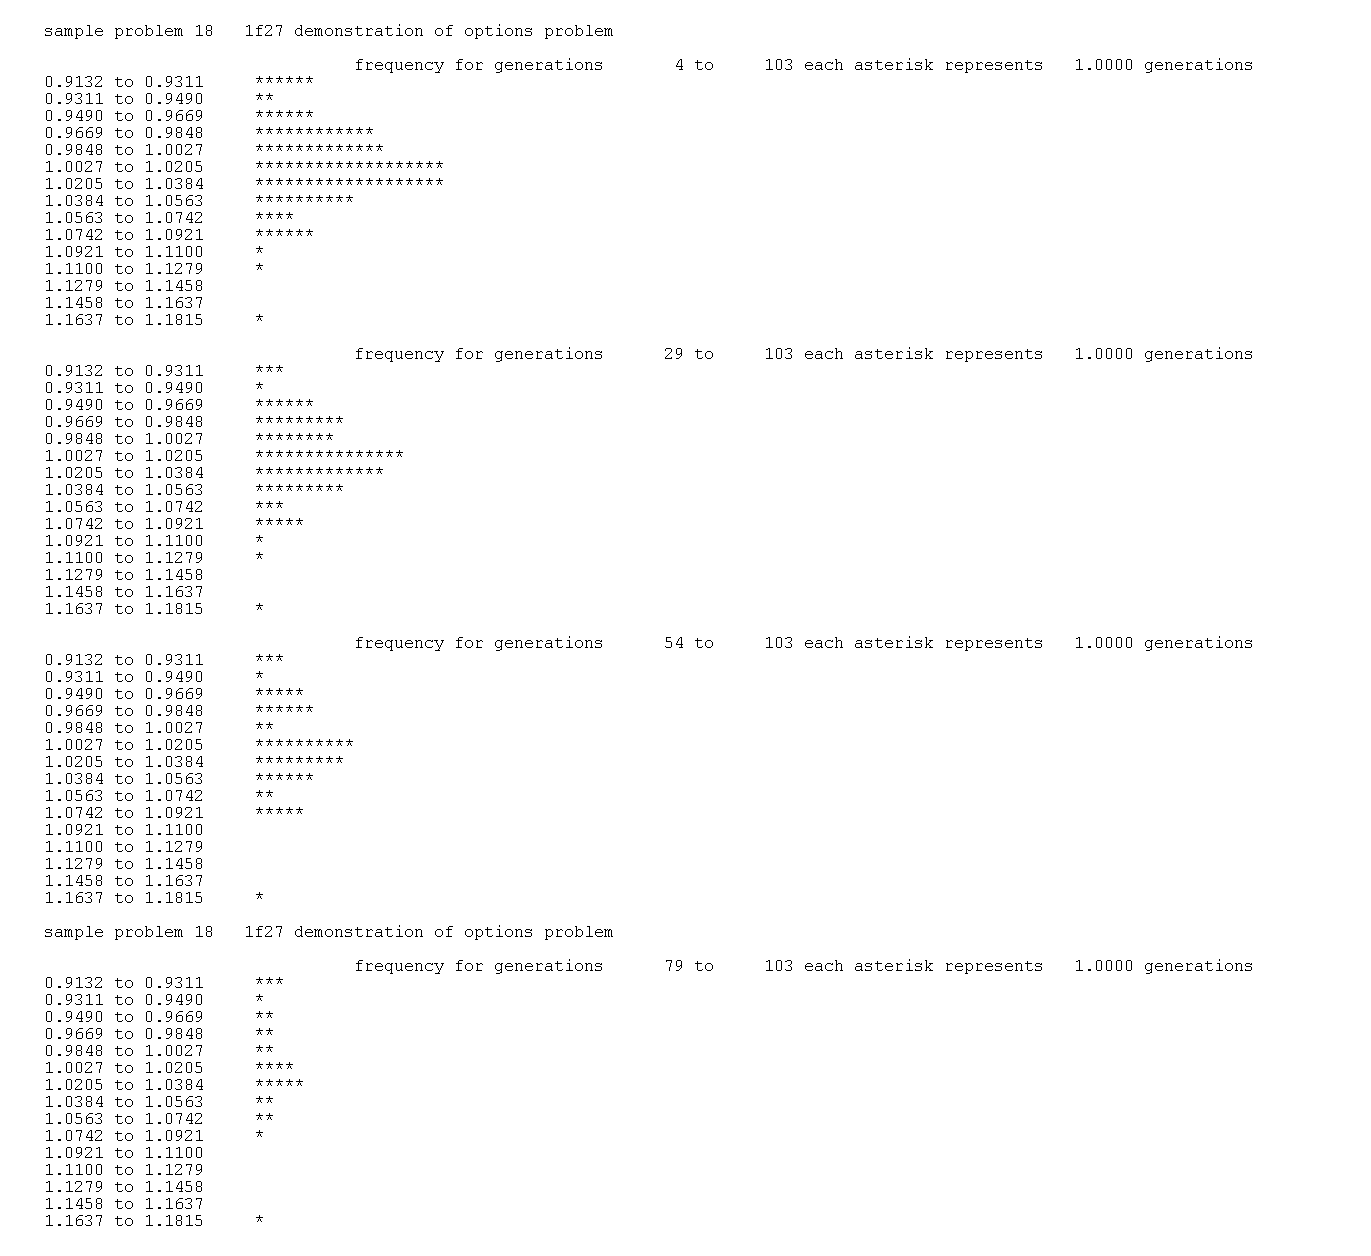 sample problem 18   1f27 demonstration of options problem
frequency for generations      4 to     103 each asterisk represents   1.0000 generations
0.9132 to 0.9311     ******
0.9311 to 0.9490     **
0.9490 to 0.9669     ******
0.9669 to 0.9848     ************
0.9848 to 1.0027     *************
1.0027 to 1.0205     *******************
1.0205 to 1.0384     *******************
1.0384 to 1.0563     **********
1.0563 to 1.0742     ****
1.0742 to 1.0921     ******
1.0921 to 1.1100     *
1.1100 to 1.1279     *
1.1279 to 1.1458
1.1458 to 1.1637
1.1637 to 1.1815     *
frequency for generations      29 to     103 each asterisk represents   1.0000 generations
0.9132 to 0.9311     ***
0.9311 to 0.9490     *
0.9490 to 0.9669     ******
0.9669 to 0.9848     *********
0.9848 to 1.0027     ********
1.0027 to 1.0205     ***************
1.0205 to 1.0384     *************
1.0384 to 1.0563     *********
1.0563 to 1.0742     ***
1.0742 to 1.0921     *****
1.0921 to 1.1100     *
1.1100 to 1.1279     *
1.1279 to 1.1458
1.1458 to 1.1637
1.1637 to 1.1815     *
frequency for generations      54 to     103 each asterisk represents   1.0000 generations
0.9132 to 0.9311     ***
0.9311 to 0.9490     *
0.9490 to 0.9669     *****
0.9669 to 0.9848     ******
0.9848 to 1.0027     **
1.0027 to 1.0205     **********
1.0205 to 1.0384     *********
1.0384 to 1.0563     ******
1.0563 to 1.0742     **
1.0742 to 1.0921     *****
1.0921 to 1.1100
1.1100 to 1.1279
1.1279 to 1.1458
1.1458 to 1.1637
1.1637 to 1.1815     *
sample problem 18   1f27 demonstration of options problem
frequency for generations      79 to     103 each asterisk represents   1.0000 generations
0.9132 to 0.9311     ***
0.9311 to 0.9490     *
0.9490 to 0.9669     **
0.9669 to 0.9848     **
0.9848 to 1.0027     **
1.0027 to 1.0205     ****
1.0205 to 1.0384     *****
1.0384 to 1.0563     **
1.0563 to 1.0742     **
1.0742 to 1.0921     *
1.0921 to 1.1100
1.1100 to 1.1279
1.1279 to 1.1458
1.1458 to 1.1637
1.1637 to 1.1815     *